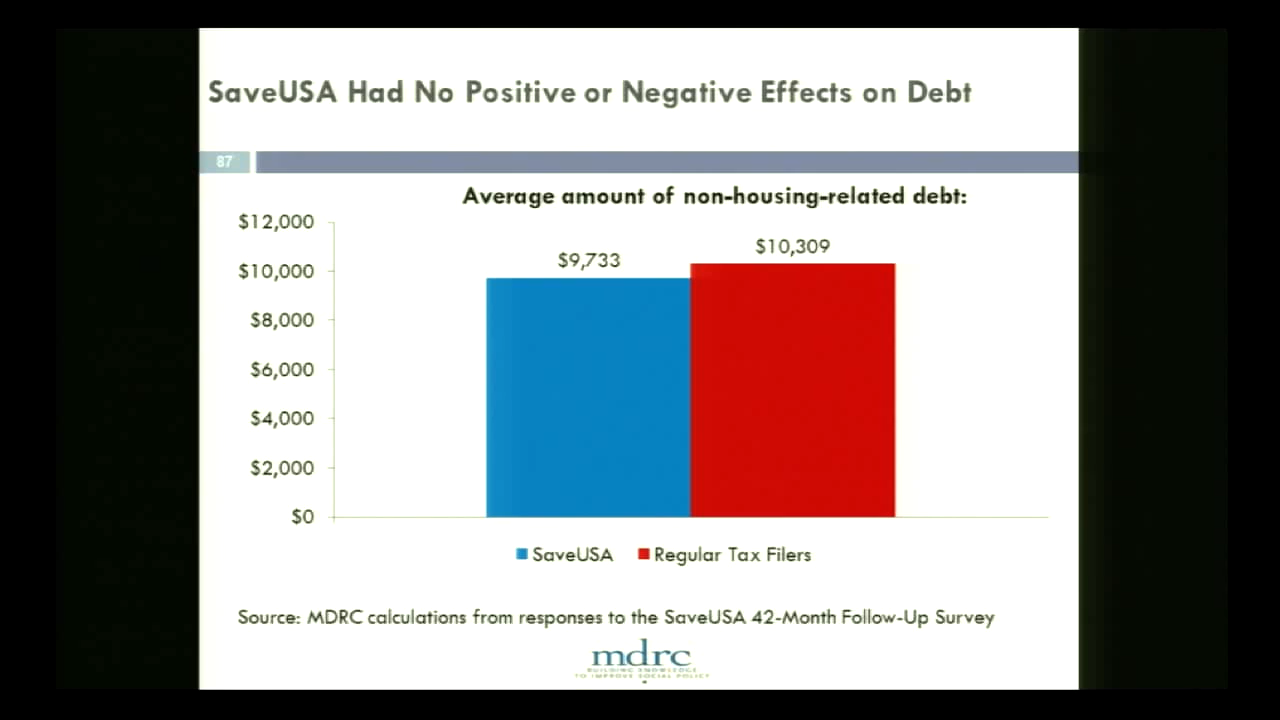 SaveUSA Had No Positive or Negative Effects on Debt
87
Average amount of non-housing-related debt:
$12,000
$10,000
$8,000
$6,000
$4,000
$2,000
$0
$9,733
$10,309
SaveUSA
Regular Tax Filers
Source: MDRC calculations from responses to the SaveUSA 42-Month Follow-Up Survey
mdrc
BUILDING KNOWLEDGE
TO IMPROVE SOCIAL POLICY